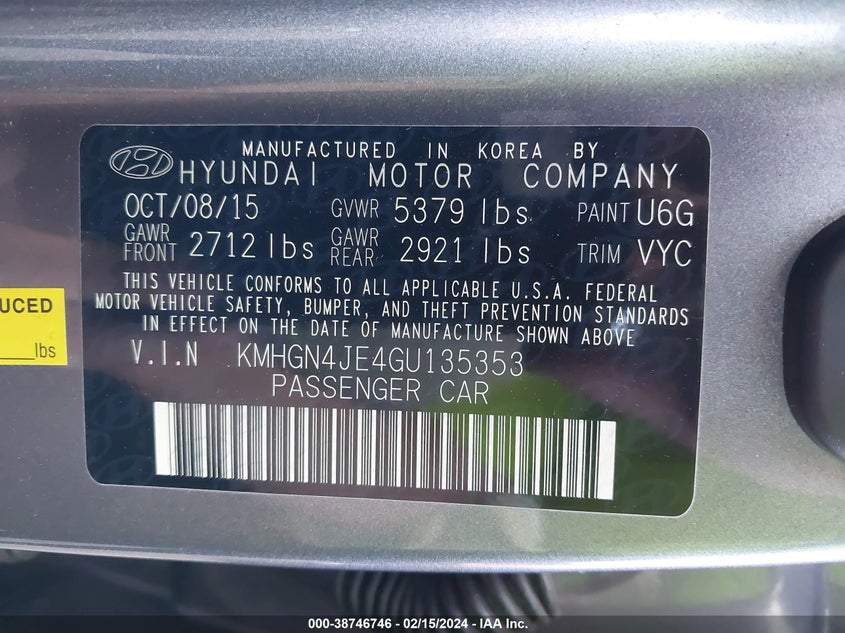 MANUFACTURED IN KOREA BY
HYUNDAI MOTOR COMPANY
OCT/08/15 GVWR 5379 lbs PAINT U6G
GAWR FRONT 2712 lbs GAWR REAR 2921 lbs TRIM VYC
THIS VEHICLE CONFORMS TO ALL APPLICABLE U.S.A. FEDERAL
MOTOR VEHICLE SAFETY, BUMPER, AND THEFT PREVENTION STANDARDS
IN EFFECT ON THE DATE OF MANUFACTURE SHOWN ABOVE
V.I.N KMHGN4JE4GU135353
PASSENGER CAR
UCED
lbs
000-38746746 - 02/15/2024 - IAA Inc.